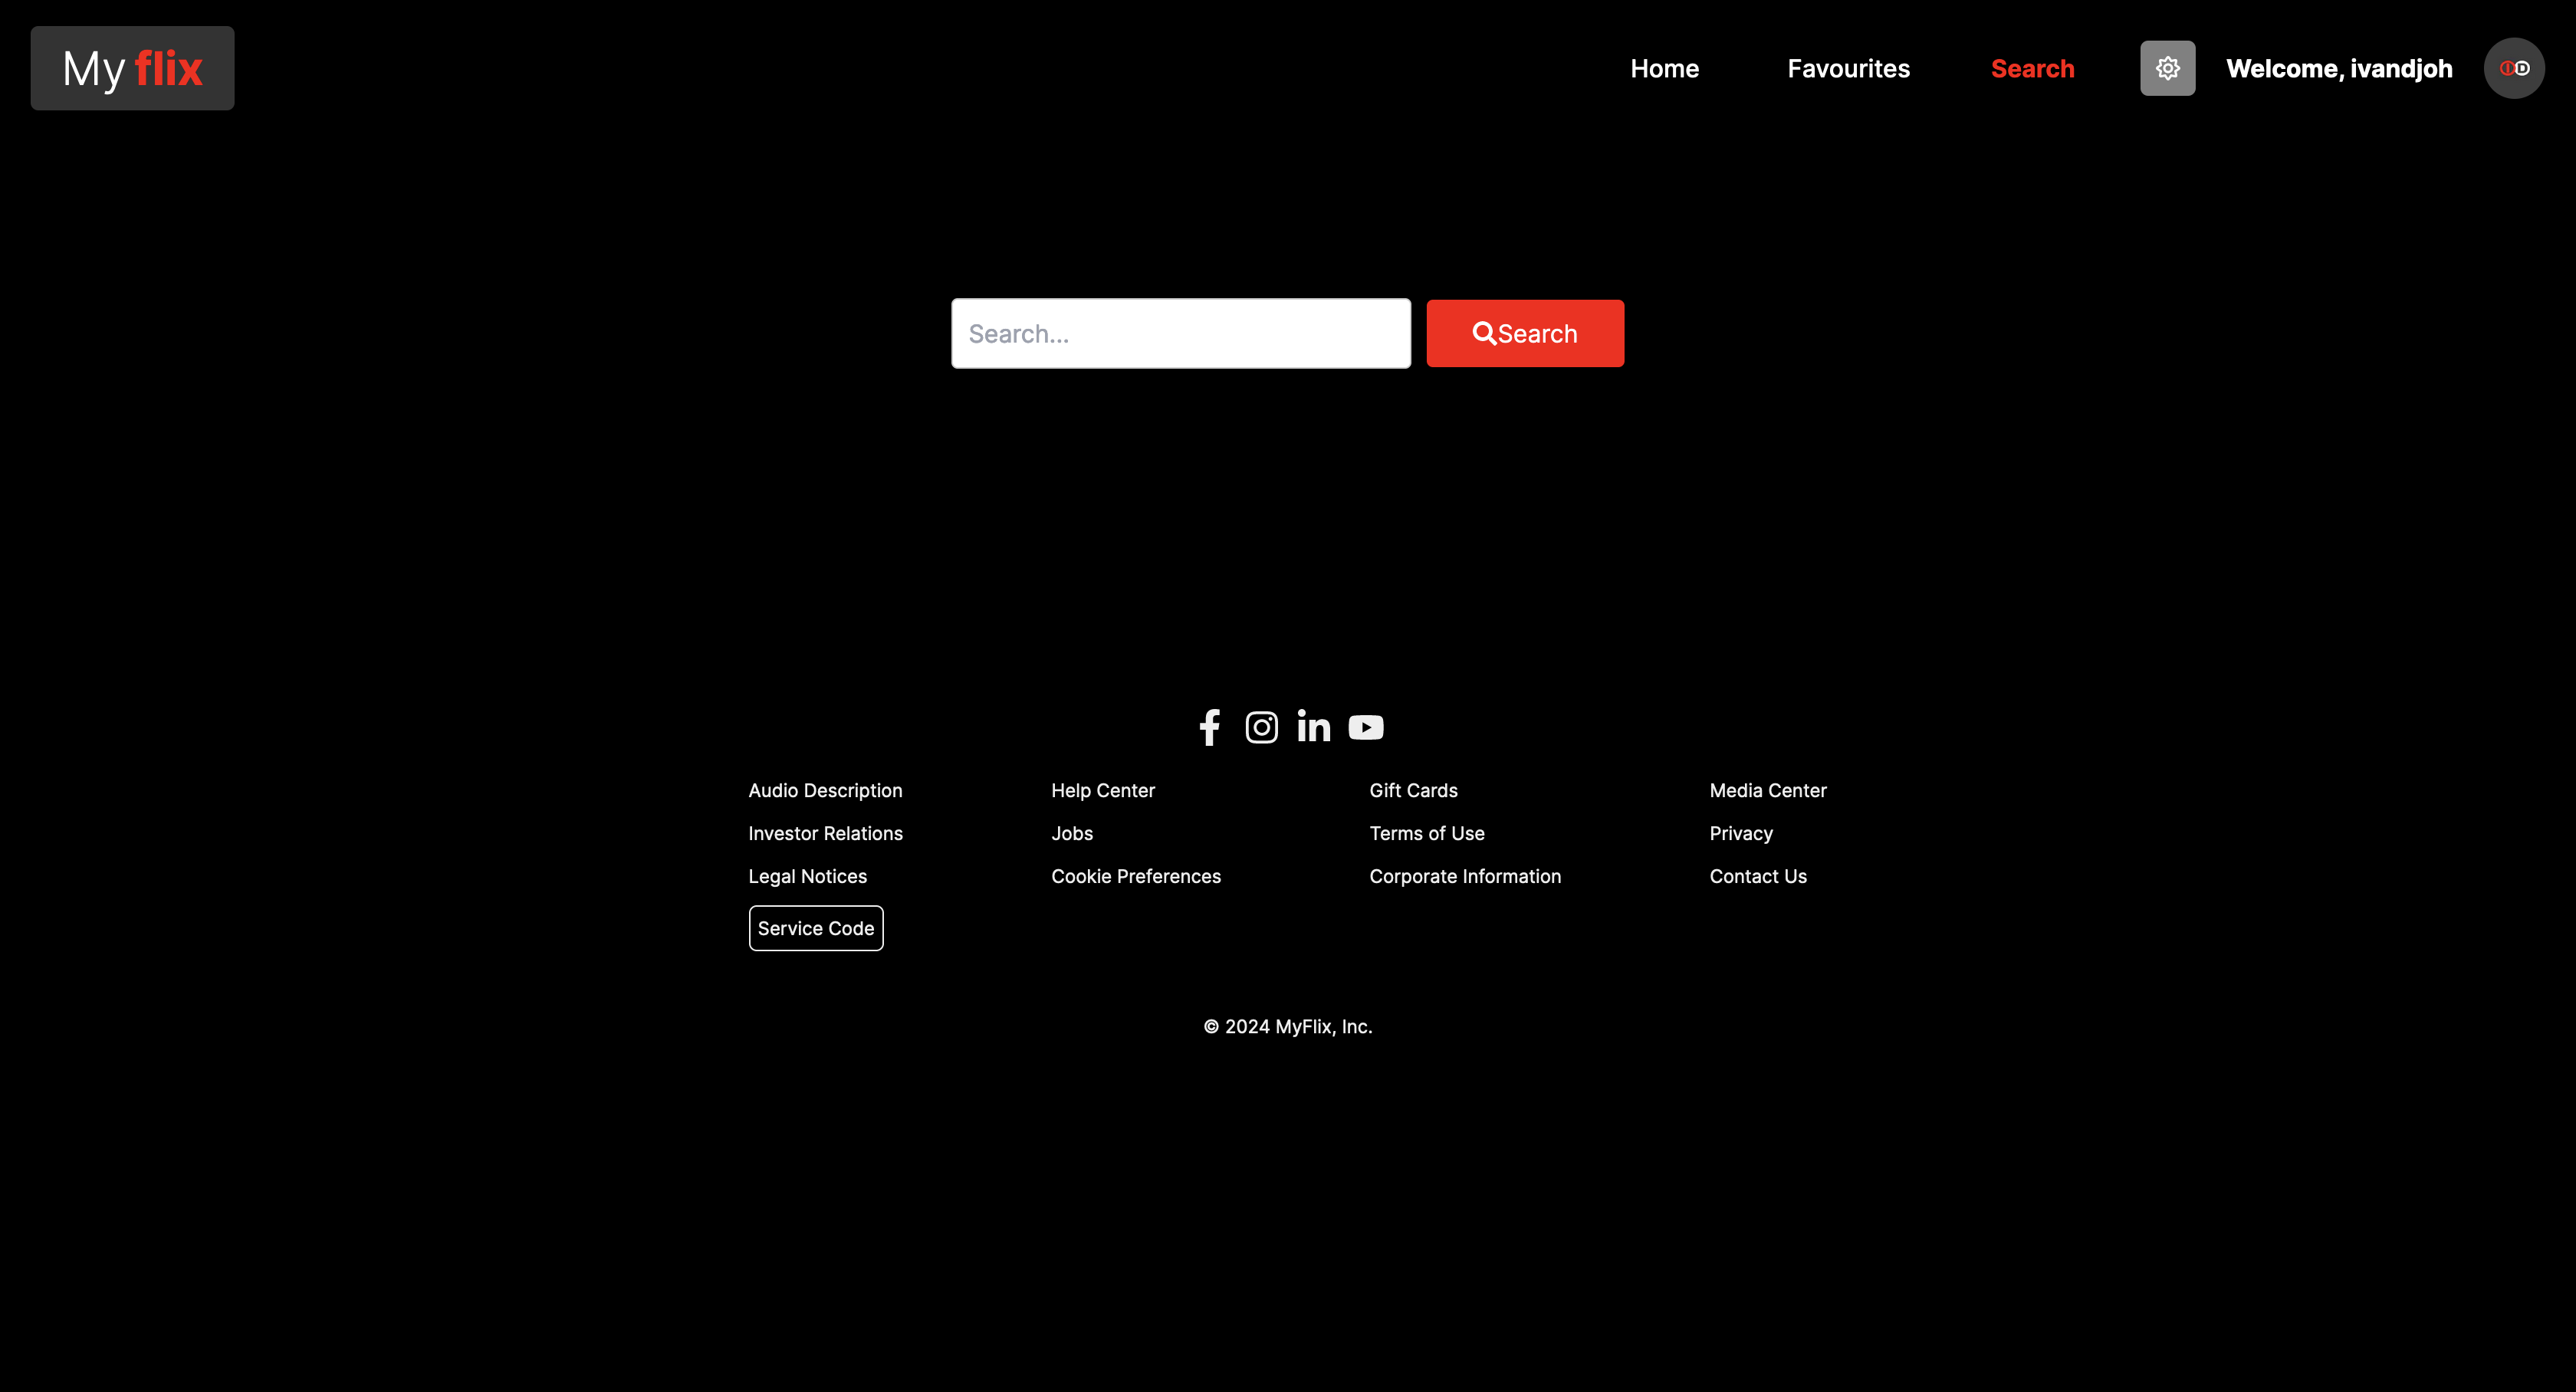 My flix Home Favourites Search Welcome, ivandjoh ID
Search... Search
Audio Description Help Center Gift Cards Media Center
Investor Relations Jobs Terms of Use Privacy
Legal Notices Cookie Preferences Corporate Information Contact Us
Service Code
© 2024 MyFlix, Inc.